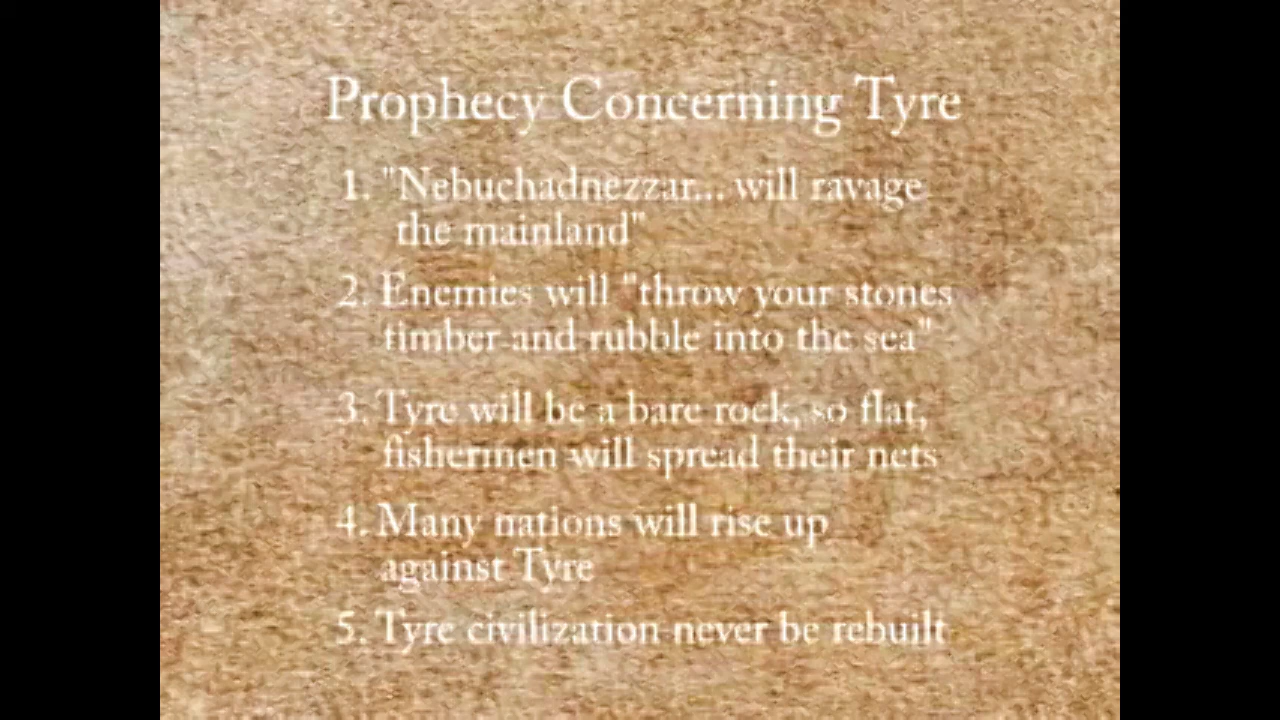 Prophecy Concerning Tyre
1. "Nebuchadnezzar... will ravage
the mainland"
2. Enemies will "throw your stones
timber and rubble into the sea"
3. Tyre will be a bare rock, so flat,
fishermen will spread their nets
4. Many nations will rise up
against Tyre
5. Tyre civilization never be rebuilt